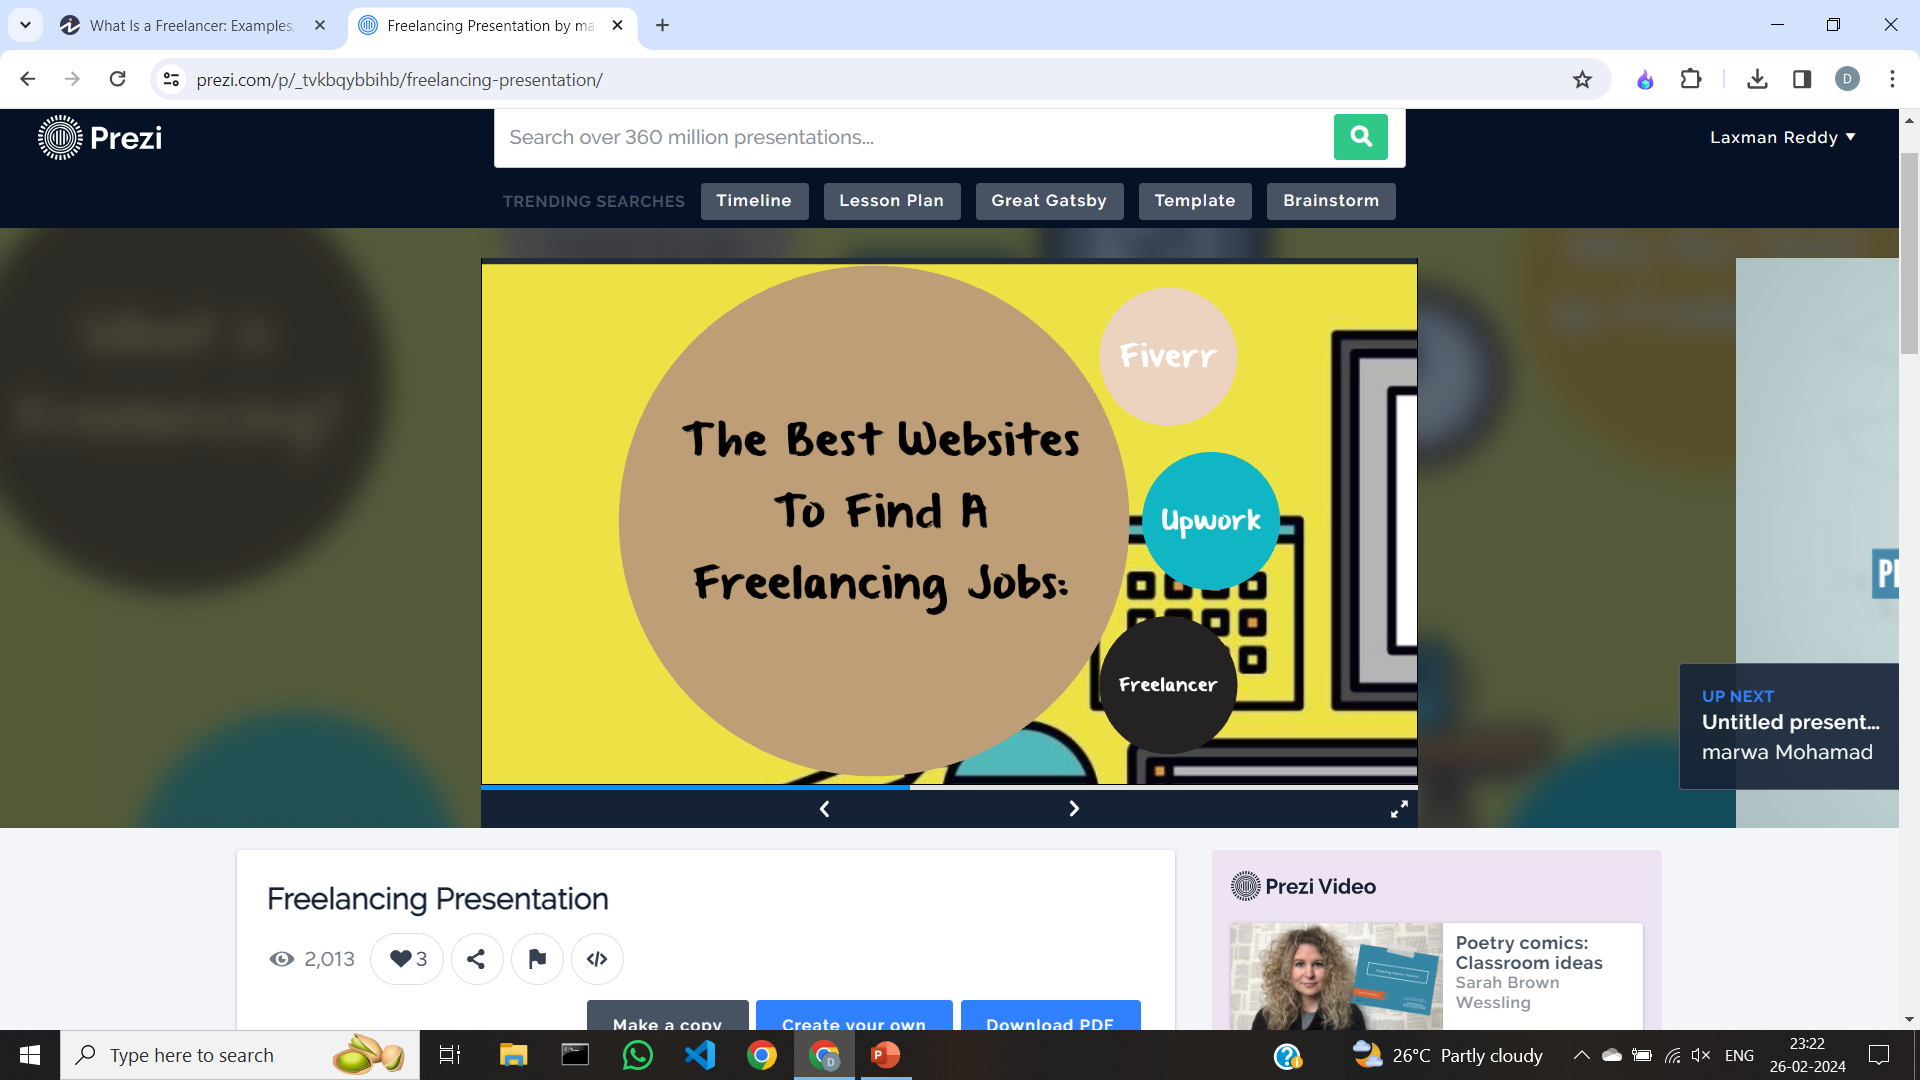 What Is a Freelancer: Examples,
Freelancing Presentation by ma
prezi.com/p/_tvkbqybbihb/freelancing-presentation/
D
Prezi
Search over 360 million presentations...
Laxman Reddy
TRENDING SEARCHES
Timeline
Lesson Plan
Great Gatsby
Template
Brainstorm
What is
Freelancing?
The Best Websites
To Find A
Freelancing Jobs:
Fiverr
Upwork
Freelancer
UP NEXT
Untitled present...
marwa Mohamad
Freelancing Presentation
2,013
3
Make a copy
Create your own
Download PDF
Prezi Video
Poetry comics:
Classroom ideas
Sarah Brown
Wessling
Type here to search
26°C Partly cloudy
ENG
23:22
26-02-2024